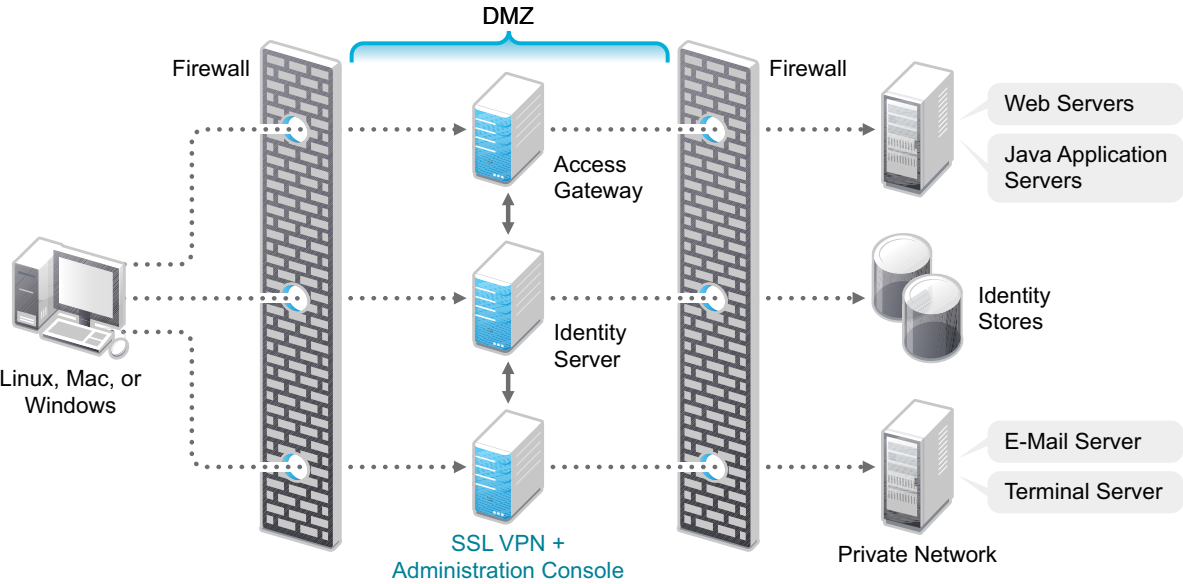 DMZ
Firewall
Firewall
Web Servers
Java Application
Servers
Access
Gateway
Identity
Server
Identity
Stores
Linux, Mac, or
Windows
E-Mail Server
Terminal Server
SSL VPN +
Administration Console
Private Network